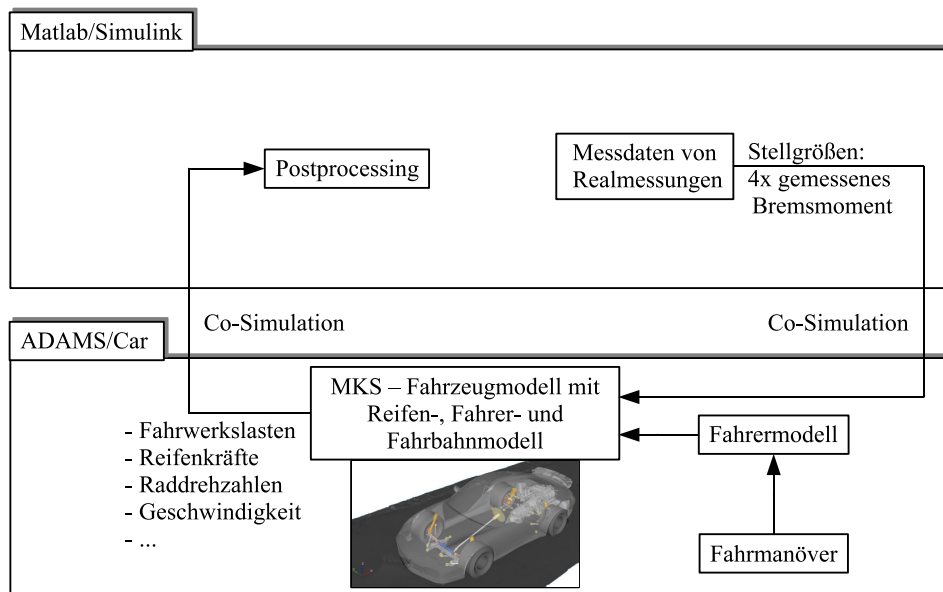 Matlab/Simulink
Postprocessing
Messdaten von
Realmessungen
Stellgrößen:
4x gemessenes
Bremsmoment
Co-Simulation
Co-Simulation
ADAMS/Car
MKS – Fahrzeugmodell mit
Reifen-, Fahrer- und
Fahrbahnmodell
- Fahrwerkslasten
- Reifenkräfte
- Raddrehzahlen
- Geschwindigkeit
- ...
Fahrermodell
Fahrmanöver